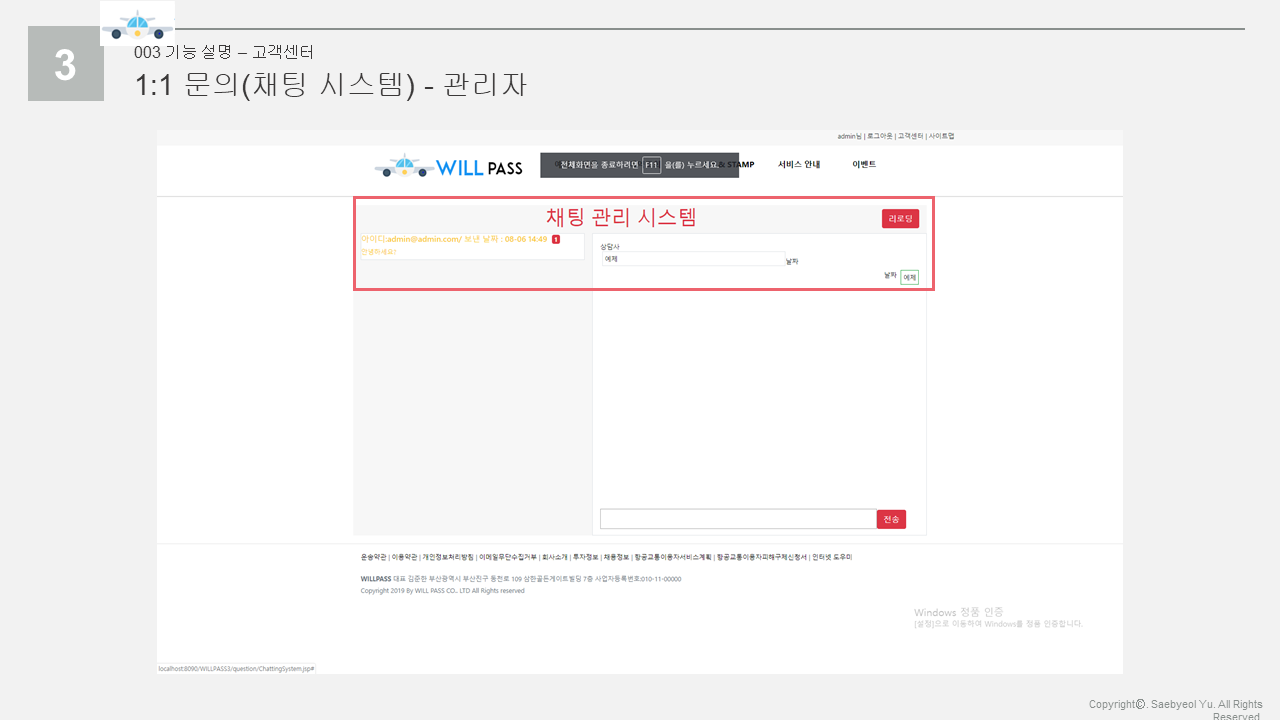 3
003 기능 설명 – 고객센터
1:1 문의(채팅 시스템) - 관리자
admin님 | 로그아웃 | 고객센터 | 사이트맵
WILL PASS
전체화면을 종료하려면 F11 을(를) 누르세요.
& STAMP
서비스 안내
이벤트
채팅 관리 시스템
리로딩
아이디:admin@admin.com/ 보낸 날짜 : 08-06 14:49 1
안녕하세요?
상담사
예제
날짜
날짜
예제
전송
운송약관 | 이용약관 | 개인정보처리방침 | 이메일무단수집거부 | 회사소개 | 투자정보 | 채용정보 | 항공교통이용자서비스계획 | 항공교통이용자피해구제신청서 | 인터넷 도우미
WILLPASS 대표 김준한 부산광역시 부산진구 동천로 109 삼한골든게이트빌딩 7층 사업자등록번호:010-11-00000
Copyright 2019 By WILL PASS CO., LTD All Rights reserved
Windows 정품 인증
[설정]으로 이동하여 Windows를 정품 인증합니다.
localhost:8090/WILLPASS3/question/ChattingSystem.jsp#
Copyright©. Saebyeol Yu. All Rights
Reserved.